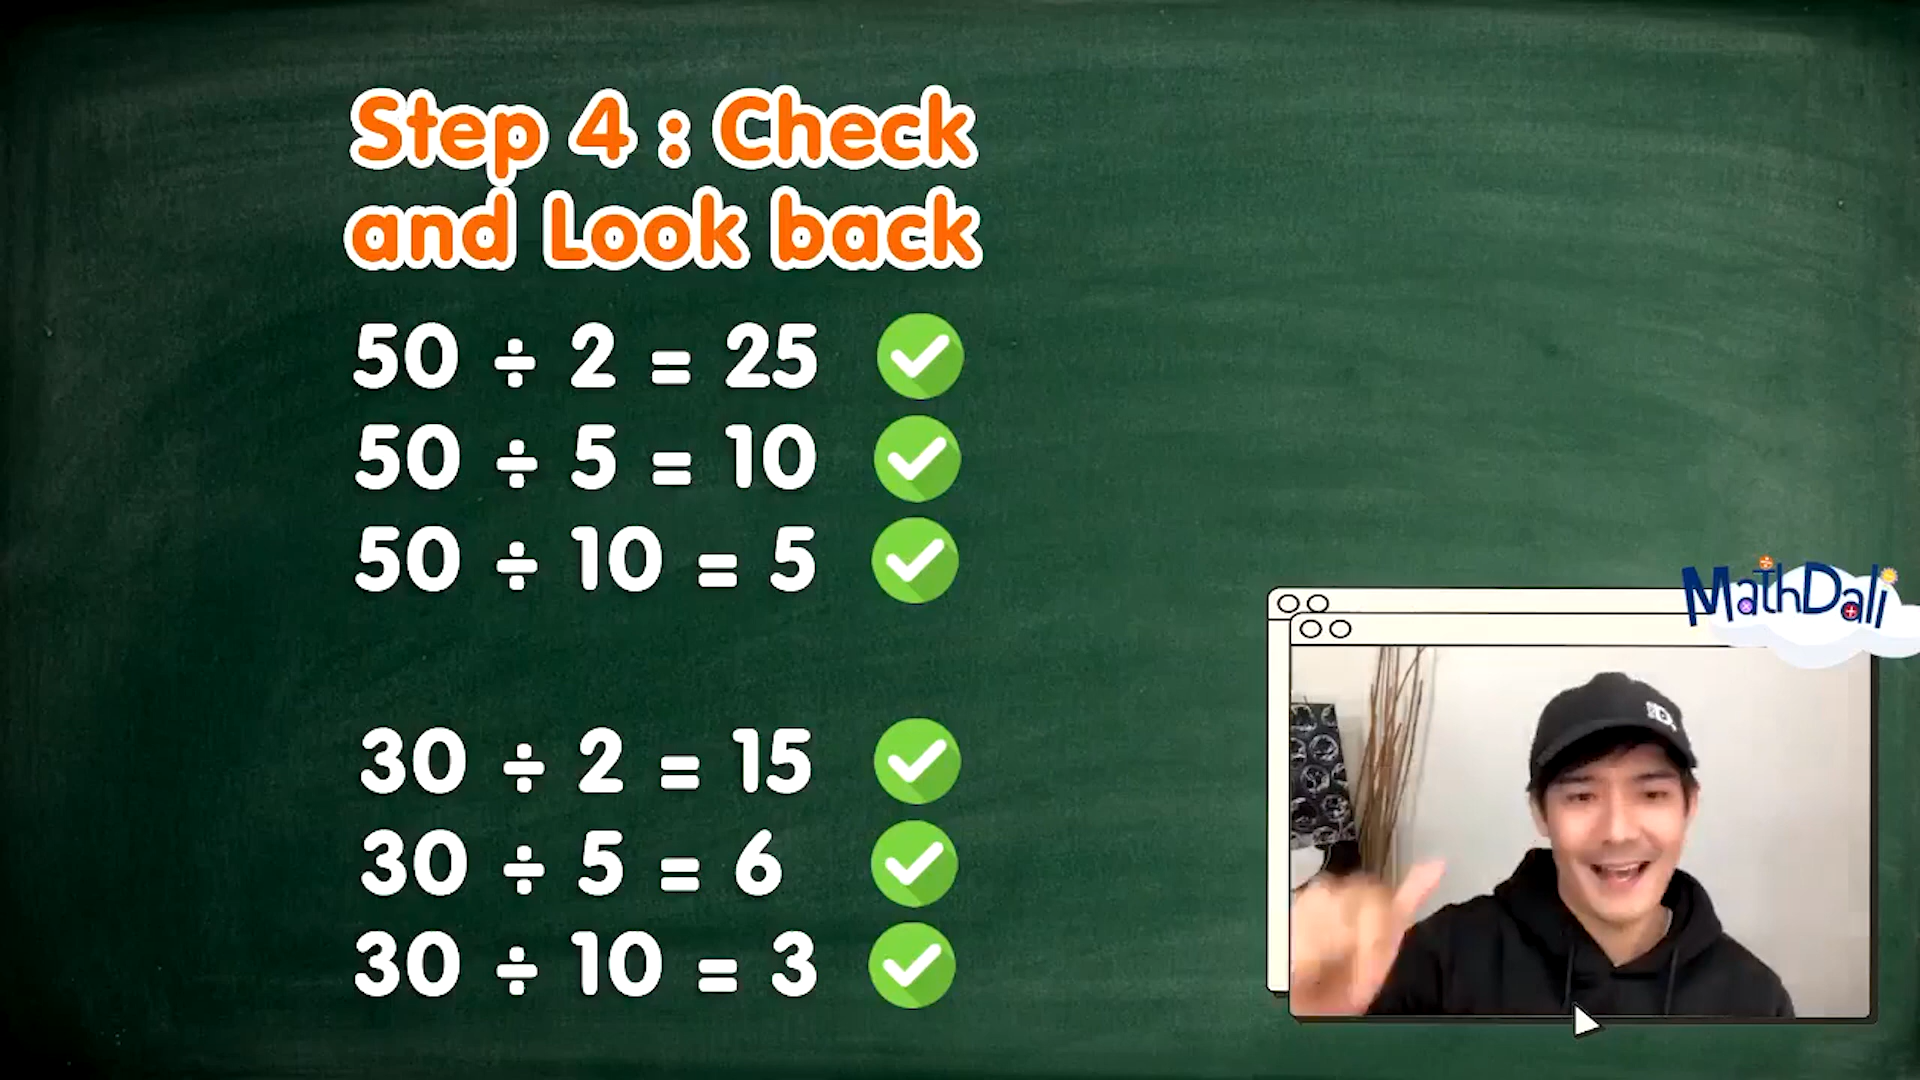 Step 4 : Check
and Look back
50 ÷ 2 = 25
50 ÷ 5 = 10
50 ÷ 10 = 5
30 ÷ 2 = 15
30 ÷ 5 = 6
30 ÷ 10 = 3
MathDali